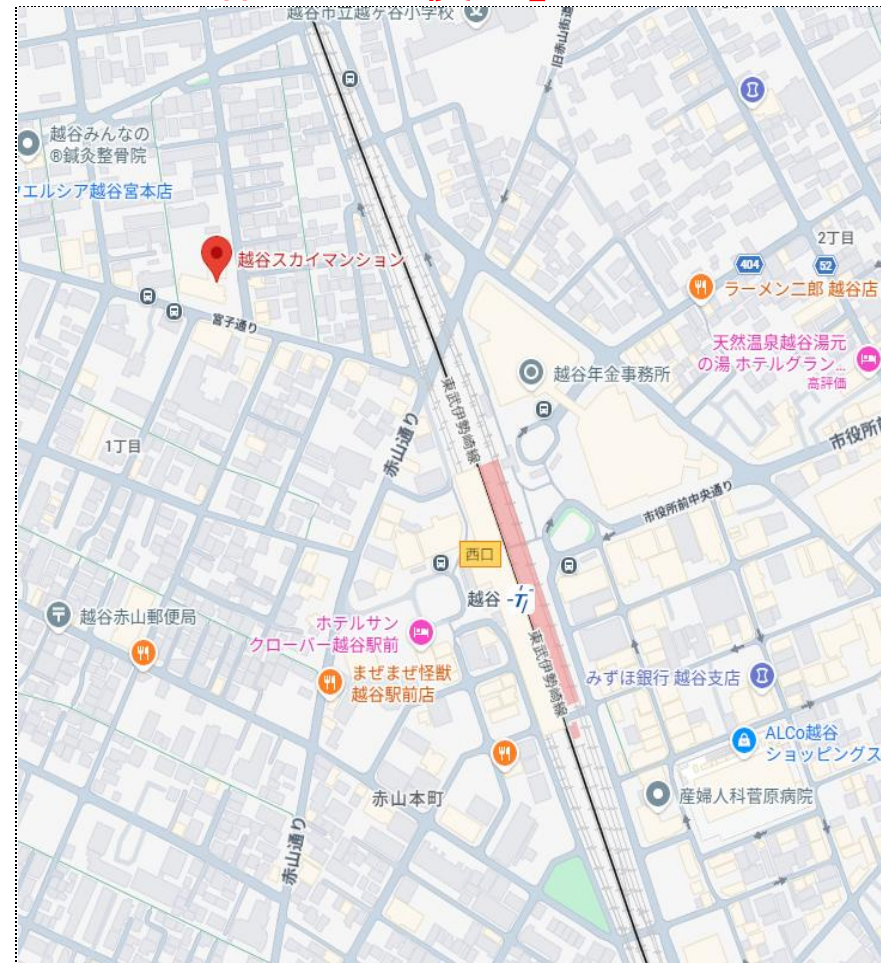 越谷市立越ヶ谷小学校
旧赤山街道
越谷みんなの
®鍼灸整骨院
ウエルシア越谷宮本店
越谷スカイマンション
宮子通り
2丁目
404
52
ラーメン二郎 越谷店
天然温泉越谷湯元
の湯 ホテルグラン...
高評価
越谷年金事務所
東武伊勢崎線
赤山通り
1丁目
市役所前
市役所前中央通り
西口
越谷
越谷赤山郵便局
ホテルサン
クローバー越谷駅前
まぜまぜ怪獣
越谷駅前店
東武伊勢崎線
みずほ銀行 越谷支店
ALCo越谷
ショッピングス
産婦人科菅原病院
赤山本町
赤山通り